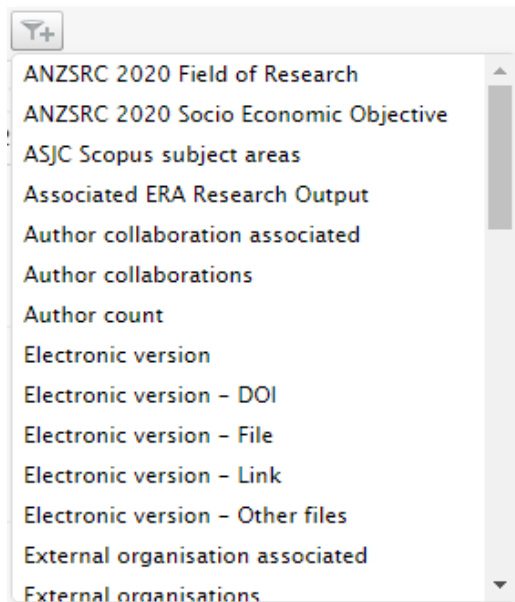 ANZSRC 2020 Field of Research
ANZSRC 2020 Socio Economic Objective
ASJC Scopus subject areas
Associated ERA Research Output
Author collaboration associated
Author collaborations
Author count
Electronic version
Electronic version – DOI
Electronic version – File
Electronic version – Link
Electronic version – Other files
External organisation associated
External organisations